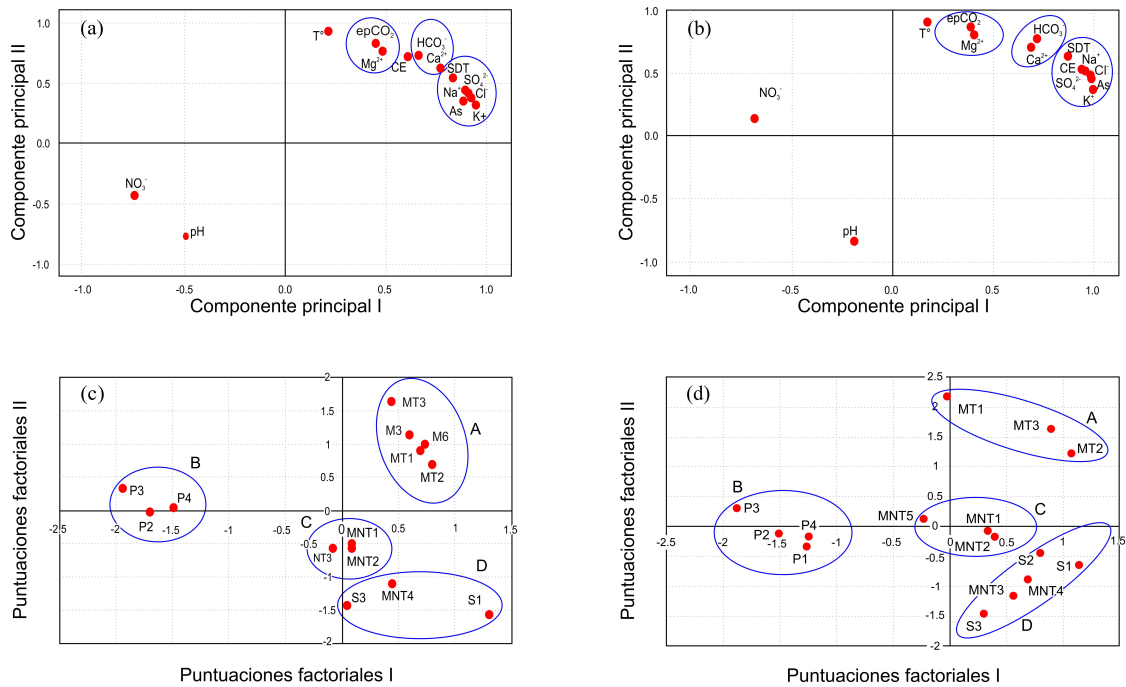 (a)
1.0
0.5
0.0
-0.5
-1.0
-1.0
-0.5
0.0
0.5
1.0
Componente principal II
Componente principal I
T°
epCO₂
Mg²⁺
CE
HCO₃⁻
Ca²⁺
SDT
SO₄²⁻
Na⁺
Cl⁻
As
K+
NO₃⁻
pH
(b)
1.0
0.5
0.0
-0.5
1.0
-1.0
-0.5
0.0
0.5
1.0
Componente principal II
Componente principal I
T°
epCO₂
Mg²⁺
HCO₃⁻
Ca²⁺
SDT
Na⁺
CE
Cl⁻
SO₄²⁻
As
K⁺
NO₃⁻
pH
(c)
2
1.5
1
0.5
0
-0.5
-1
-1.5
-2
-2.5
-2
-1.5
-1
-0.5
0
0.5
1
1.5
Puntuaciones factoriales II
Puntuaciones factoriales I
MT3
M3
M6
MT1
MT2
A
B
P3
P4
P2
C
MNT1
NT3
MNT2
D
MNT4
S3
S1
(d)
2.5
2
1.5
1
0.5
0
-0.5
-1
-1.5
-2
-2.5
-2
-1.5
-1
-0.5
0
0.5
1
1.5
Puntuaciones factoriales II
Puntuaciones factoriales I
MT1
MT3
MT2
A
B
P3
P2
P4
P1
C
MNT5
MNT1
MNT2
S2
S1
MNT3
MNT4
S3
D